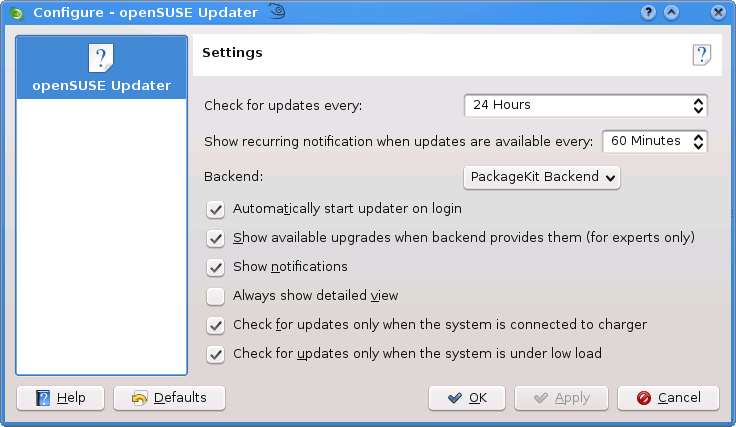 Configure - openSUSE Updater
openSUSE Updater
Settings
Check for updates every: 24 Hours
Show recurring notification when updates are available every: 60 Minutes
Backend: PackageKit Backend
Automatically start updater on login
Show available upgrades when backend provides them (for experts only)
Show notifications
Always show detailed view
Check for updates only when the system is connected to charger
Check for updates only when the system is under low load
Help Defaults OK Apply Cancel